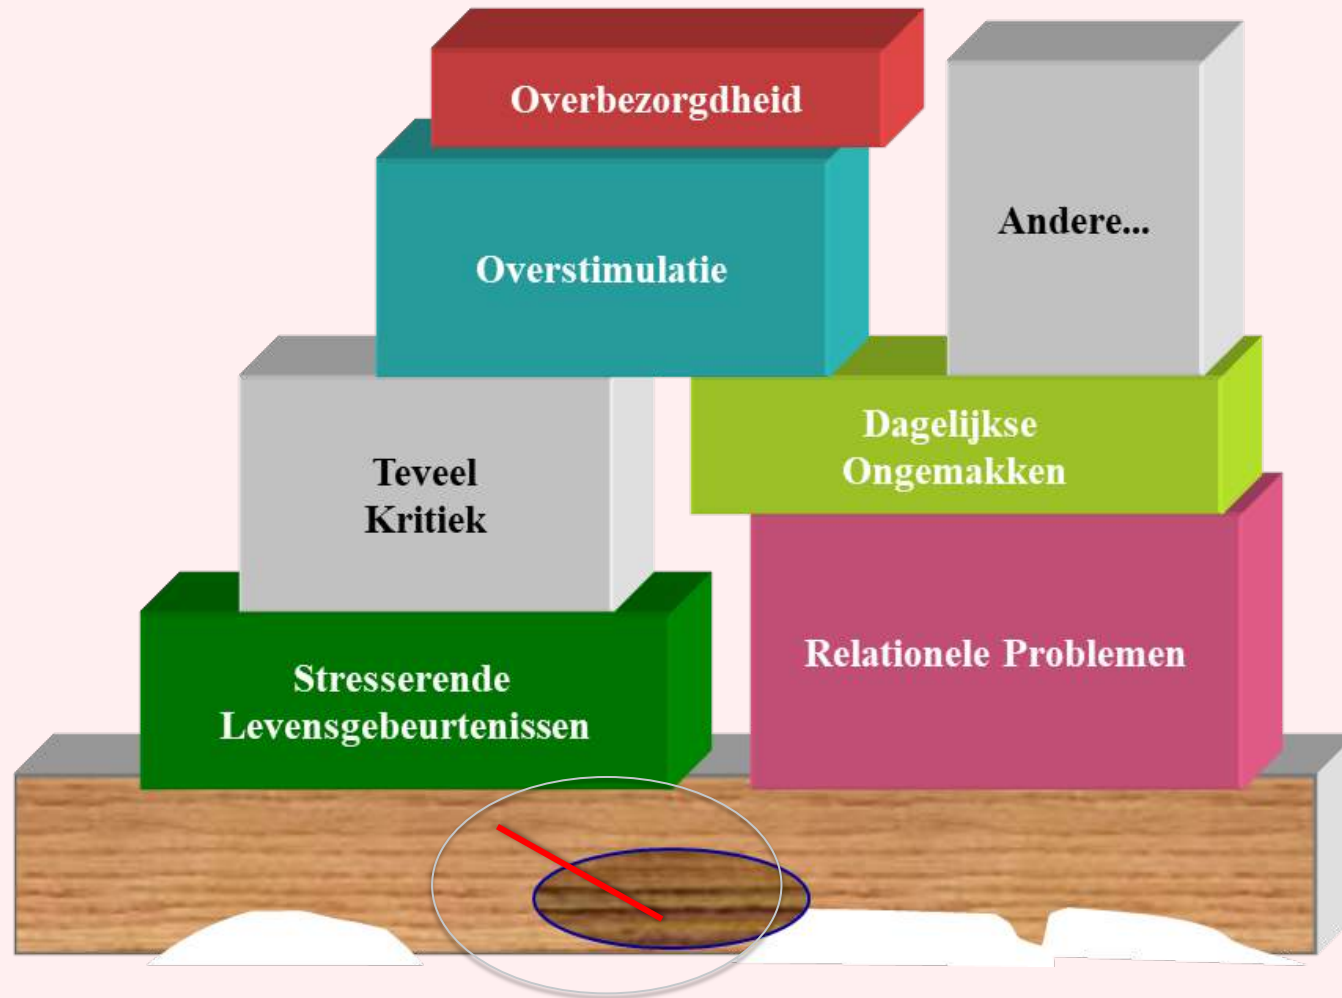 Overbezorgdheid
Andere...
Overstimulatie
Dagelijkse
Ongemakken
Teveel
Kritiek
Relationele Problemen
Stresserende
Levensgebeurtenissen